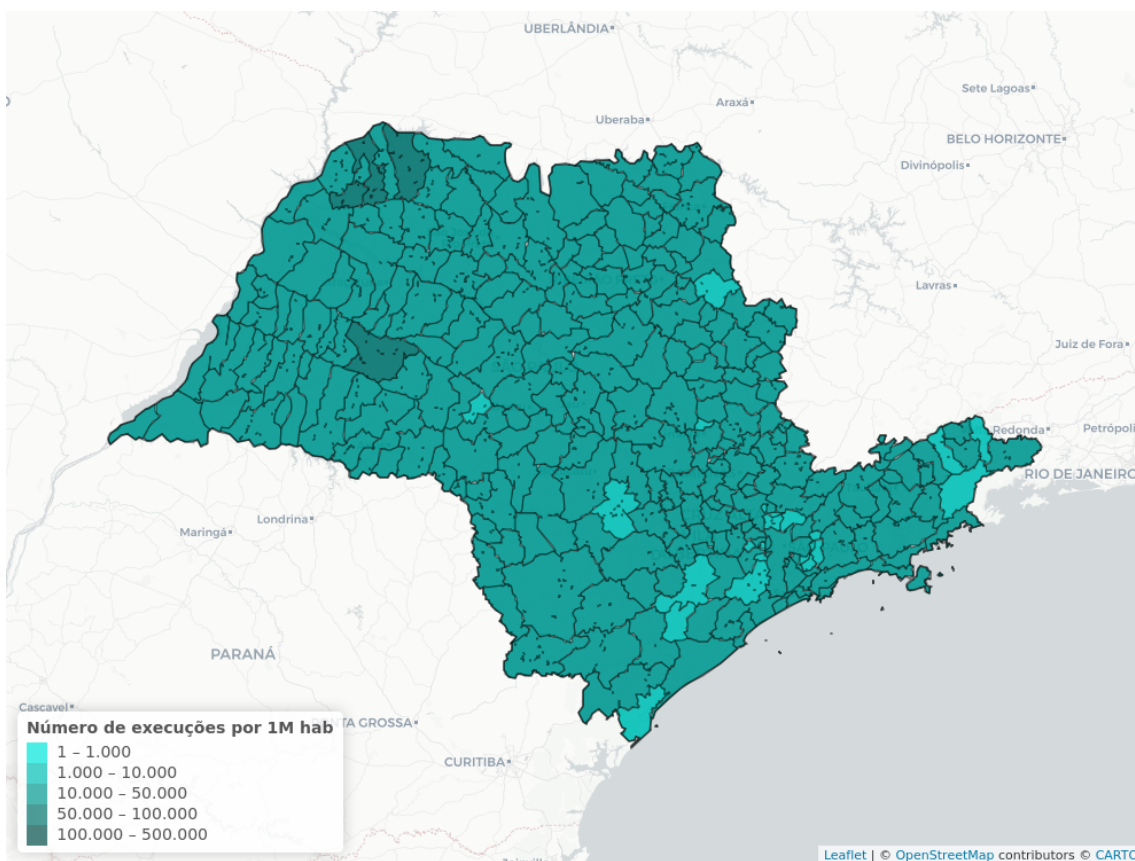 UBERLÂNDIA
Sete Lagoas
Araxá
Uberaba
BELO HORIZONTE
Divinópolis
Lavras
Juiz de Fora
Redonda
Petrópoli
RIO DE JANEIRO
Londrina
Maringá
PARANÁ
Cascavel
NTA GROSSA
CURITIBA
Número de execuções por 1M hab
1 – 1.000
1.000 – 10.000
10.000 – 50.000
50.000 – 100.000
100.000 – 500.000
Leaflet | © OpenStreetMap contributors © CARTO